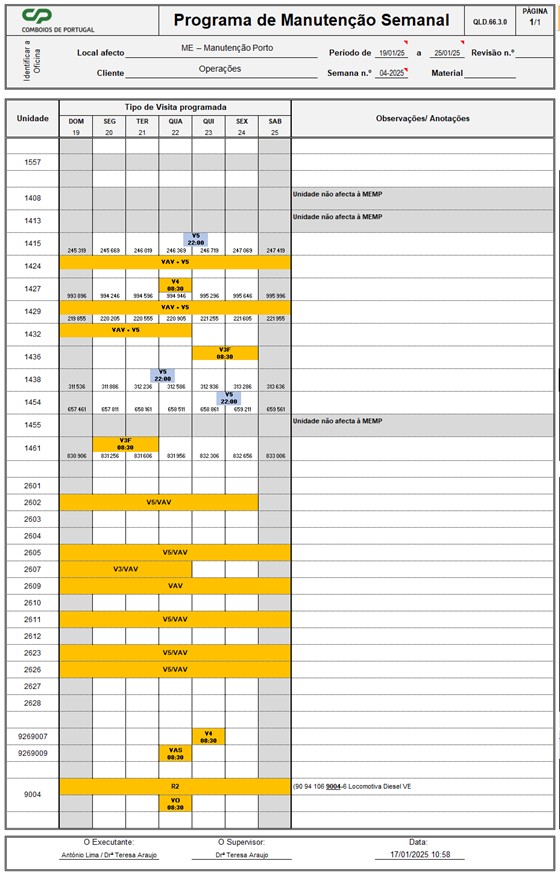 CP
COMBOIOS DE PORTUGAL
Programa de Manutenção Semanal
QLD.66.3.0
PÁGINA
1/1
Identificar a Oficina
Local afecto ME – Manutenção Porto Periodo de 19/01/25 a 25/01/25 Revisão n.º
Cliente Operações Semana n.º 04-2025 Material
Unidade Tipo de Visita programada Observações/ Anotações
DOM SEG TER QUA QUI SEX SAB
19 20 21 22 23 24 25
1557
1408 Unidade não afecta à MEMP
1413 Unidade não afecta à MEMP
1415 V5 22:00
245 319 245 669 246 019 246 369 246 719 247 069 247 419
1424 VAV + V5
1427 V4 08:30
993 896 994 246 994 596 994 946 995 296 995 646 995 996
1429 VAV + V5
219 855 220 205 220 555 220 905 221 255 221 605 221 955
1432 VAV + V5
1436 V3F 08:30
1438 V5 22:00
311 536 311 886 312 236 312 586 312 936 313 286 313 636
1454 V5 22:00
657 461 657 811 658 161 658 511 658 861 659 211 659 561
1455 Unidade não afecta à MEMP
1461 V3F 08:30
830 906 831 256 831 606 831 956 832 306 832 656 833 006
2601
2602 V5/VAV
2603
2604
2605 V5/VAV
2607 V3/VAV
2609 VAV
2610
2611 V5/VAV
2612
2623 V5/VAV
2626 V5/VAV
2627
2628
9269007 V4 08:30
9269009 VAS 08:30
9004 R2 (90 94 106 9004-6 Locomotiva Diesel VE
VO 08:30
O Executante: O Supervisor: Data:
António Lima / Drª Teresa Araujo Drª Teresa Araujo 17/01/2025 10:58